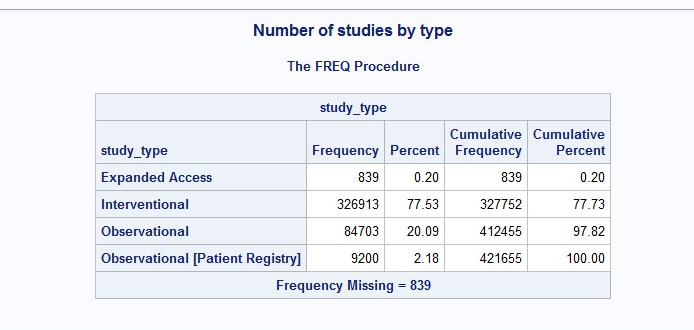 Number of studies by type
The FREQ Procedure
study_type
study_type Frequency Percent Cumulative Frequency Cumulative Percent
Expanded Access 839 0.20 839 0.20
Interventional 326913 77.53 327752 77.73
Observational 84703 20.09 412455 97.82
Observational [Patient Registry] 9200 2.18 421655 100.00
Frequency Missing = 839